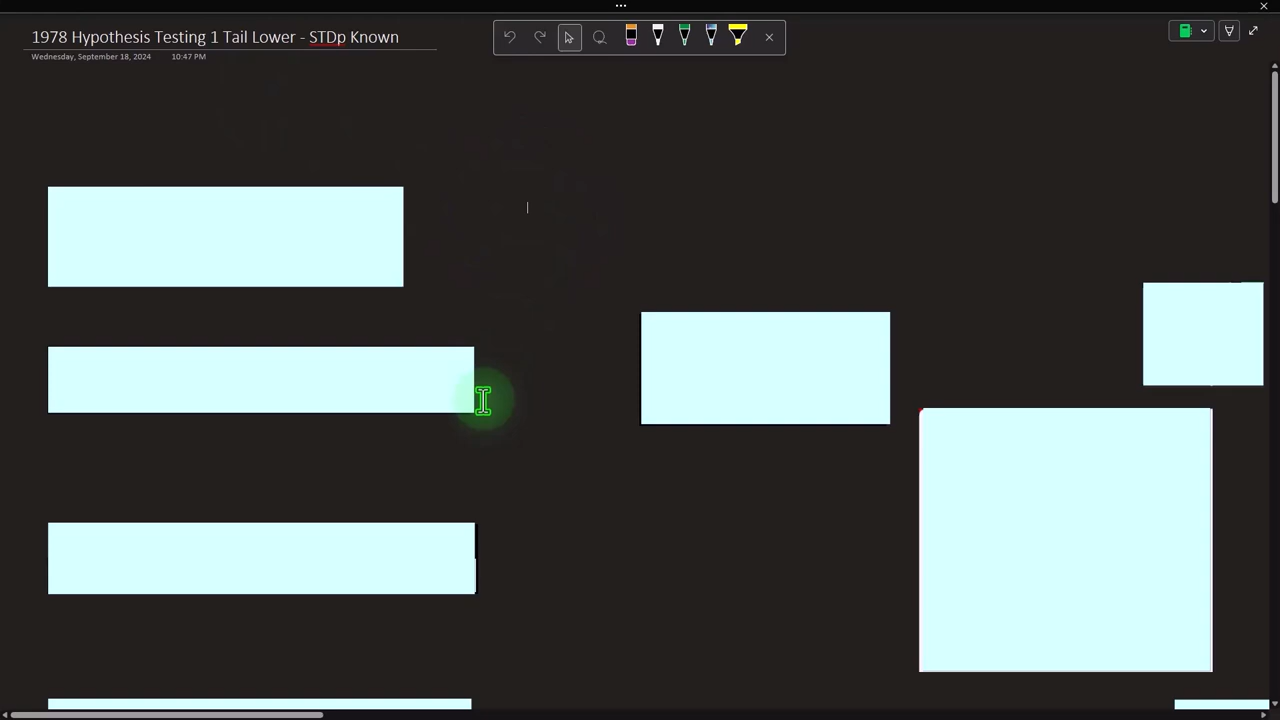 1978 Hypothesis Testing 1 Tail Lower - STDp Known
Wednesday, September 18, 2024 10:47 PM